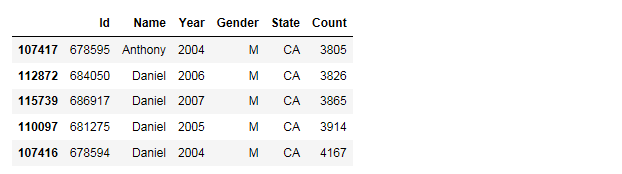 Id Name Year Gender State Count
107417 678595 Anthony 2004 M CA 3805
112872 684050 Daniel 2006 M CA 3826
115739 686917 Daniel 2007 M CA 3865
110097 681275 Daniel 2005 M CA 3914
107416 678594 Daniel 2004 M CA 4167